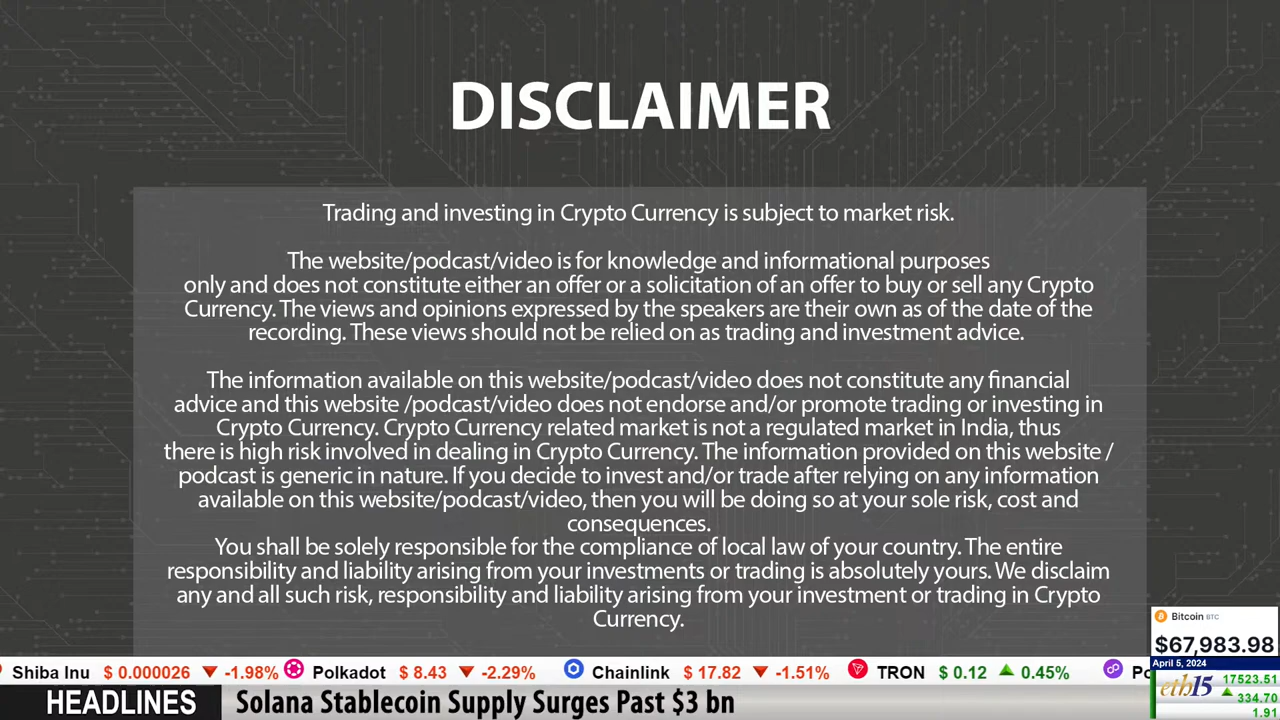 DISCLAIMER
Trading and investing in Crypto Currency is subject to market risk.
The website/podcast/video is for knowledge and informational purposes
only and does not constitute either an offer or a solicitation of an offer to buy or sell any Crypto
Currency. The views and opinions expressed by the speakers are their own as of the date of the
recording. These views should not be relied on as trading and investment advice.
The information available on this website/podcast/video does not constitute any financial
advice and this website /podcast/video does not endorse and/or promote trading or investing in
Crypto Currency. Crypto Currency related market is not a regulated market in India, thus
there is high risk involved in dealing in Crypto Currency. The information provided on this website /
podcast is generic in nature. If you decide to invest and/or trade after relying on any information
available on this website/podcast/video, then you will be doing so at your sole risk, cost and
consequences.
You shall be solely responsible for the compliance of local law of your country. The entire
responsibility and liability arising from your investments or trading is absolutely yours. We disclaim
any and all such risk, responsibility and liability arising from your investment or trading in Crypto
Currency.
Bitcoin BTC
$67,983.98
Shiba Inu $ 0.000026 -1.98% Polkadot $ 8.43 -2.29% Chainlink $ 17.82 -1.51% TRON $ 0.12 0.45% Po
April 5, 2024
eth15 17523.51
334.70
1.91
HEADLINES Solana Stablecoin Supply Surges Past $3 bn